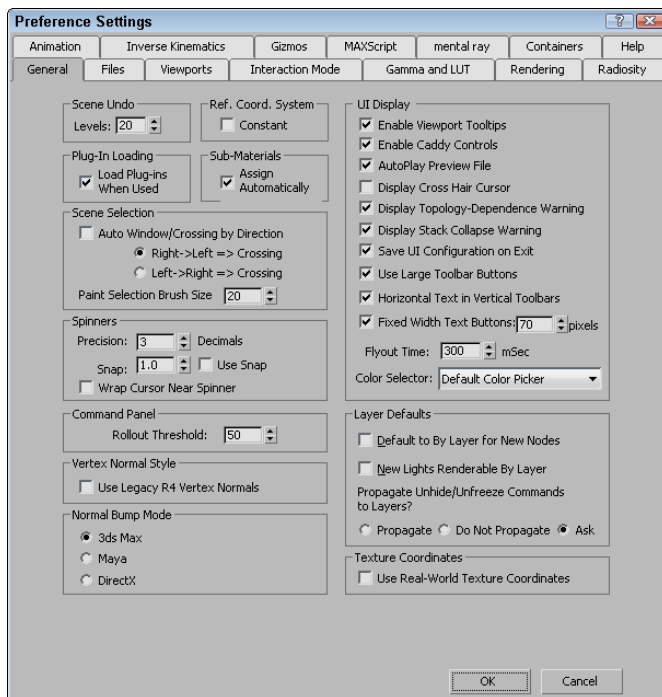 Preference Settings
Animation
Inverse Kinematics
Gizmos
MAXScript
mental ray
Containers
Help
General
Files
Viewports
Interaction Mode
Gamma and LUT
Rendering
Radiosity
Scene Undo
Levels: 20
Ref. Coord. System
Constant
Plug-In Loading
Load Plug-ins
When Used
Sub-Materials
Assign
Automatically
Scene Selection
Auto Window/Crossing by Direction
Right->Left => Crossing
Left->Right => Crossing
Paint Selection Brush Size 20
Spinners
Precision: 3 Decimals
Snap: 1.0 Use Snap
Wrap Cursor Near Spinner
Command Panel
Rollout Threshold: 50
Vertex Normal Style
Use Legacy R4 Vertex Normals
Normal Bump Mode
3ds Max
Maya
DirectX
UI Display
Enable Viewport Tooltips
Enable Caddy Controls
AutoPlay Preview File
Display Cross Hair Cursor
Display Topology-Dependence Warning
Display Stack Collapse Warning
Save UI Configuration on Exit
Use Large Toolbar Buttons
Horizontal Text in Vertical Toolbars
Fixed Width Text Buttons: 70 pixels
Flyout Time: 300 mSec
Color Selector: Default Color Picker
Layer Defaults
Default to By Layer for New Nodes
New Lights Renderable By Layer
Propagate Unhide/Unfreeze Commands
to Layers?
Propagate Do Not Propagate Ask
Texture Coordinates
Use Real-World Texture Coordinates
OK
Cancel